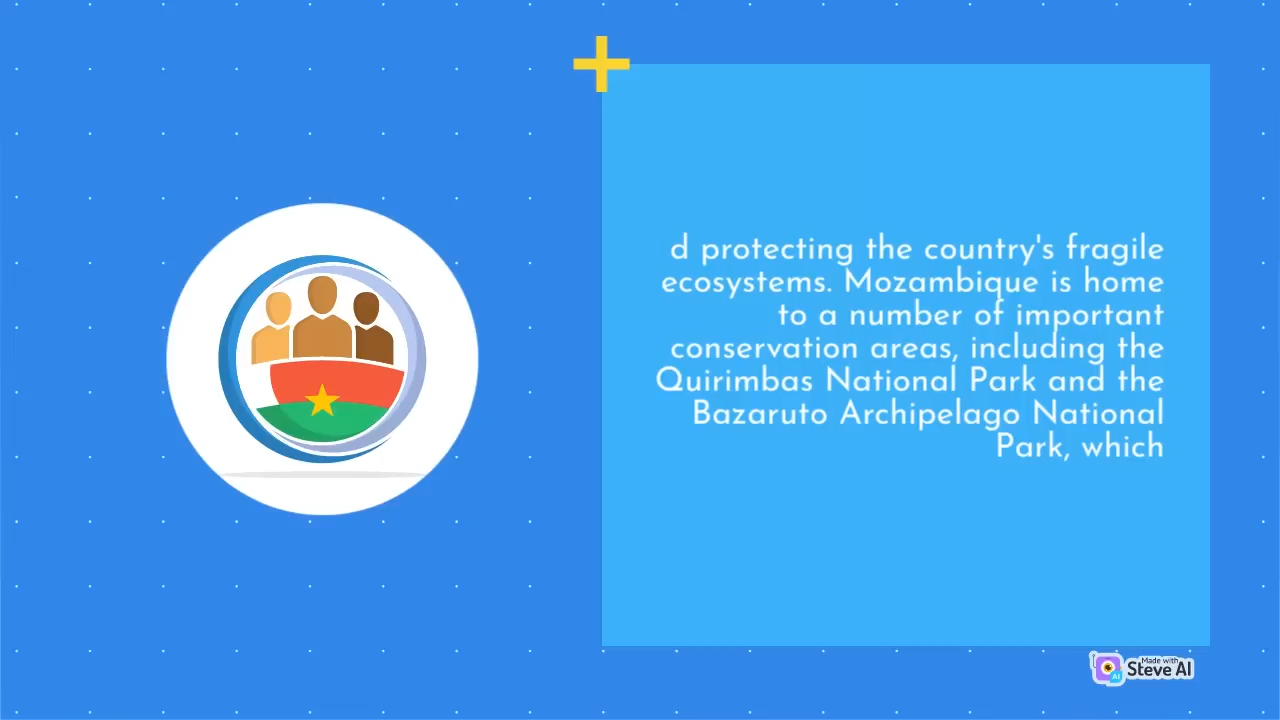 d protecting the country's fragile
ecosystems. Mozambique is home
to a number of important
conservation areas, including the
Quirimbas National Park and the
Bazaruto Archipelago National
Park, which
Made with
Steve AI
AI